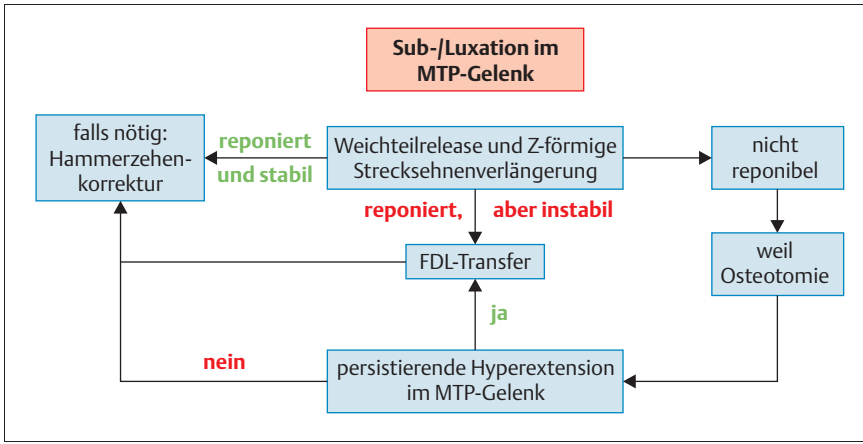 Sub-/Luxation im
MTP-Gelenk
falls nötig:
Hammerzehen-
korrektur
reponiert
und stabil
Weichteilrelease und Z-förmige
Strecksehnenverlängerung
nicht
reponibel
reponiert, aber instabil
FDL-Transfer
weil
Osteotomie
ja
nein
persistierende Hyperextension
im MTP-Gelenk